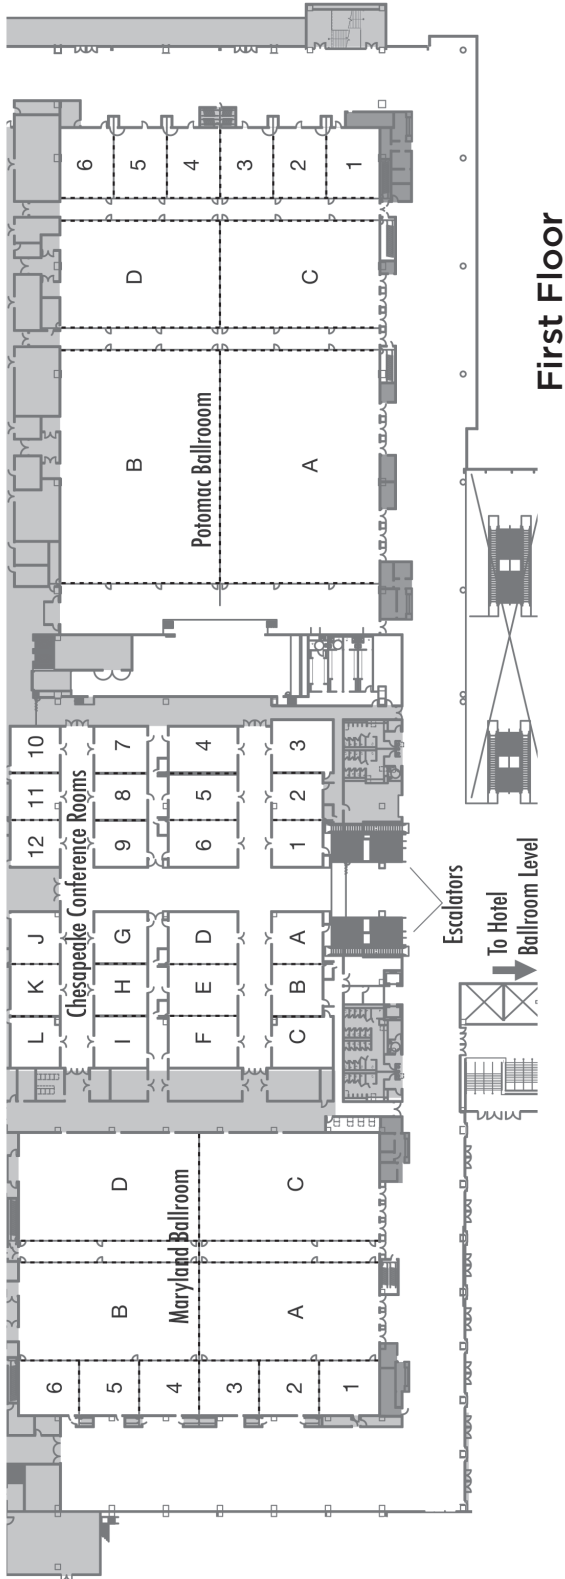 First Floor
Maryland Ballroom
6
5
4
3
2
1
B
D
A
C
Chesapeake Conference Rooms
L K J
I H G
F E D
C B A
12 11 10
9 8 7
6 5 4
1 2 3
Escalators
To Hotel
Ballroom Level
Potomac Ballrooom
B
D
A
C
6
5
4
3
2
1